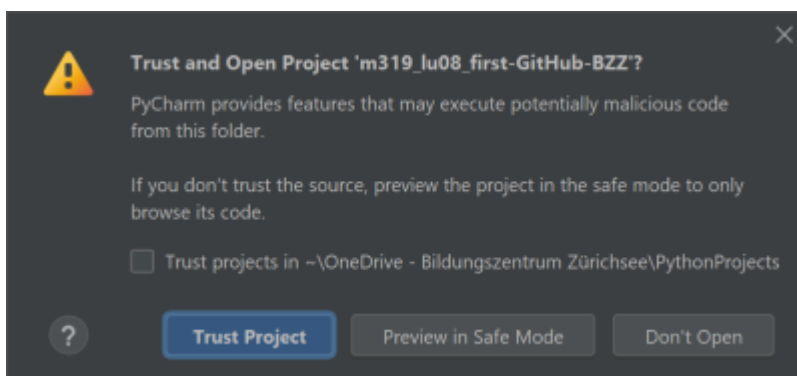 Trust and Open Project 'm319_lu08_first-GitHub-BZZ'?
PyCharm provides features that may execute potentially malicious code
from this folder.
If you don't trust the source, preview the project in the safe mode to only
browse its code.
Trust projects in ~\OneDrive - Bildungszentrum Zürichsee\PythonProjects
? Trust Project Preview in Safe Mode Don't Open